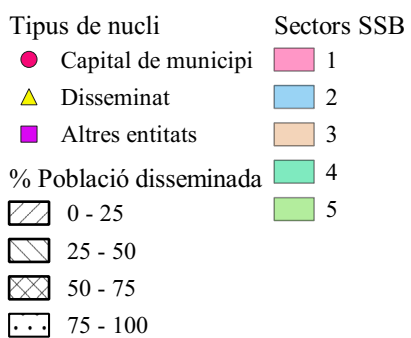 Tipus de nucli
Capital de municipi
Disseminat
Altres entitats
% Població disseminada
0 - 25
25 - 50
50 - 75
75 - 100
Sectors SSB
1
2
3
4
5